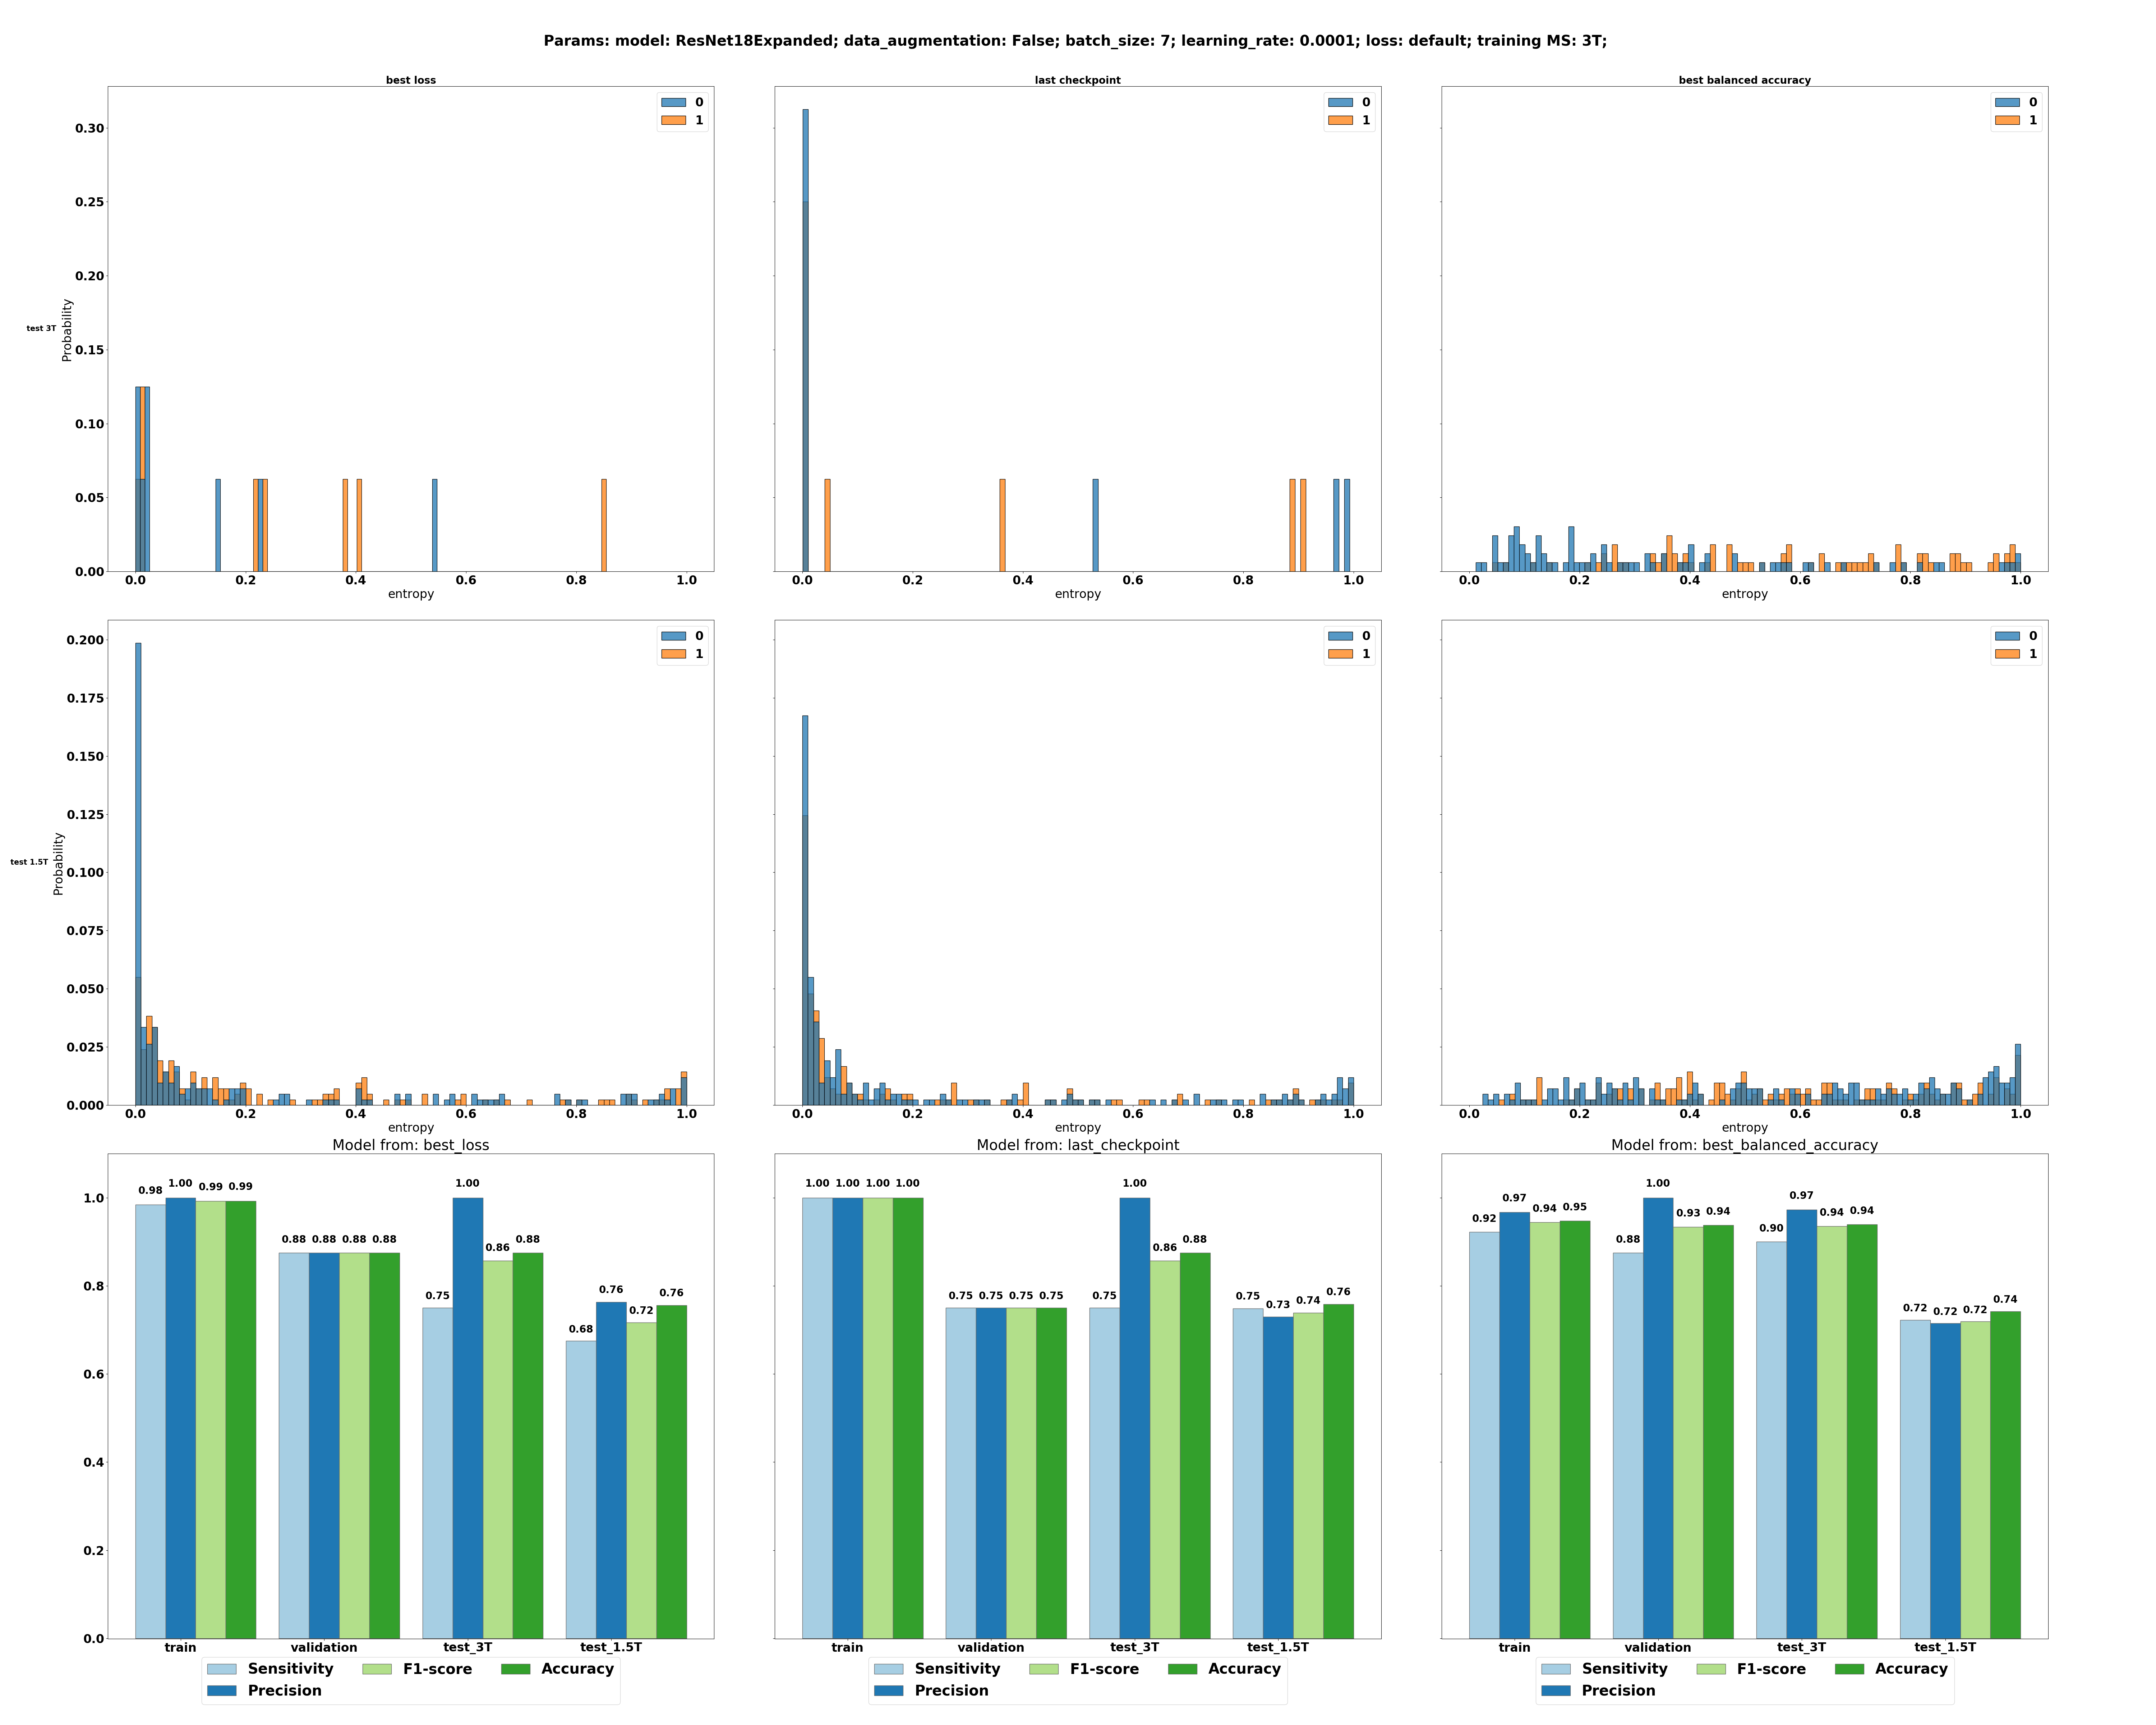 Params: model: ResNet18Expanded; data_augmentation: False; batch_size: 7; learning_rate: 0.0001; loss: default; training MS: 3T;
best loss
last checkpoint
best balanced accuracy
0
1
0
1
0
1
0.30
0.25
0.20
0.15
0.10
0.05
0.00
test 3T
Probability
0.0 0.2 0.4 0.6 0.8 1.0
0.0 0.2 0.4 0.6 0.8 1.0
0.0 0.2 0.4 0.6 0.8 1.0
entropy
entropy
entropy
0
1
0
1
0
1
0.200
0.175
0.150
0.125
0.100
0.075
0.050
0.025
0.000
test 1.5T
Probability
0.0 0.2 0.4 0.6 0.8 1.0
0.0 0.2 0.4 0.6 0.8 1.0
0.0 0.2 0.4 0.6 0.8 1.0
entropy
entropy
entropy
Model from: best_loss
Model from: last_checkpoint
Model from: best_balanced_accuracy
1.0
0.8
0.6
0.4
0.2
0.0
0.98 1.00 0.99 0.99
0.88 0.88 0.88 0.88
0.75 1.00 0.86 0.88
0.68 0.76 0.72 0.76
train validation test_3T test_1.5T
1.00 1.00 1.00 1.00
0.75 0.75 0.75 0.75
0.75 1.00 0.86 0.88
0.75 0.73 0.74 0.76
train validation test_3T test_1.5T
0.92 0.97 0.94 0.95
0.88 1.00 0.93 0.94
0.90 0.97 0.94 0.94
0.72 0.72 0.72 0.74
train validation test_3T test_1.5T
Sensitivity F1-score Accuracy
Precision
Sensitivity F1-score Accuracy
Precision
Sensitivity F1-score Accuracy
Precision